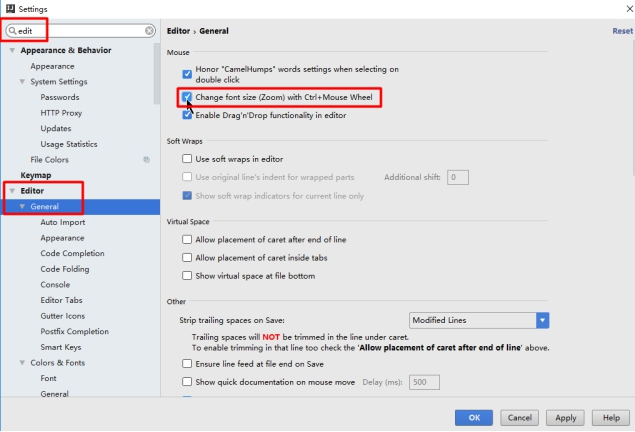 Settings
edit
Appearance & Behavior
Appearance
System Settings
Passwords
HTTP Proxy
Updates
Usage Statistics
File Colors
Keymap
Editor
General
Auto Import
Appearance
Code Completion
Code Folding
Console
Editor Tabs
Gutter Icons
Postfix Completion
Smart Keys
Colors & Fonts
Font
General
Editor › General
Reset
Mouse
Honor "CamelHumps" words settings when selecting on
double click
Change font size (Zoom) with Ctrl+Mouse Wheel
Enable Drag'n'Drop functionality in editor
Soft Wraps
Use soft wraps in editor
Use original line's indent for wrapped parts Additional shift: 0
Show soft wrap indicators for current line only
Virtual Space
Allow placement of caret after end of line
Allow placement of caret inside tabs
Show virtual space at file bottom
Other
Strip trailing spaces on Save: Modified Lines
Trailing spaces will NOT be trimmed in the line under caret.
To enable trimming in that line too check the 'Allow placement of caret after end of line' above.
Ensure line feed at file end on Save
Show quick documentation on mouse move Delay (ms): 500
OK Cancel Apply Help